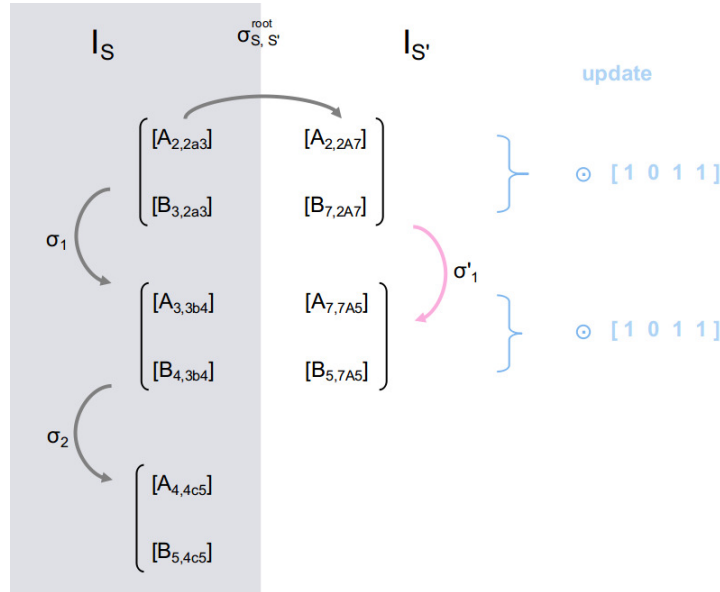 I_S σ^root_S, S' I_S'
update
[A_2,2a3] [A_2,2A7]
⊙ [ 1 0 1 1 ]
[B_3,2a3] [B_7,2A7]
σ_1
σ'_1
[A_3,3b4] [A_7,7A5]
⊙ [ 1 0 1 1 ]
[B_4,3b4] [B_5,7A5]
σ_2
[A_4,4c5]
[B_5,4c5]